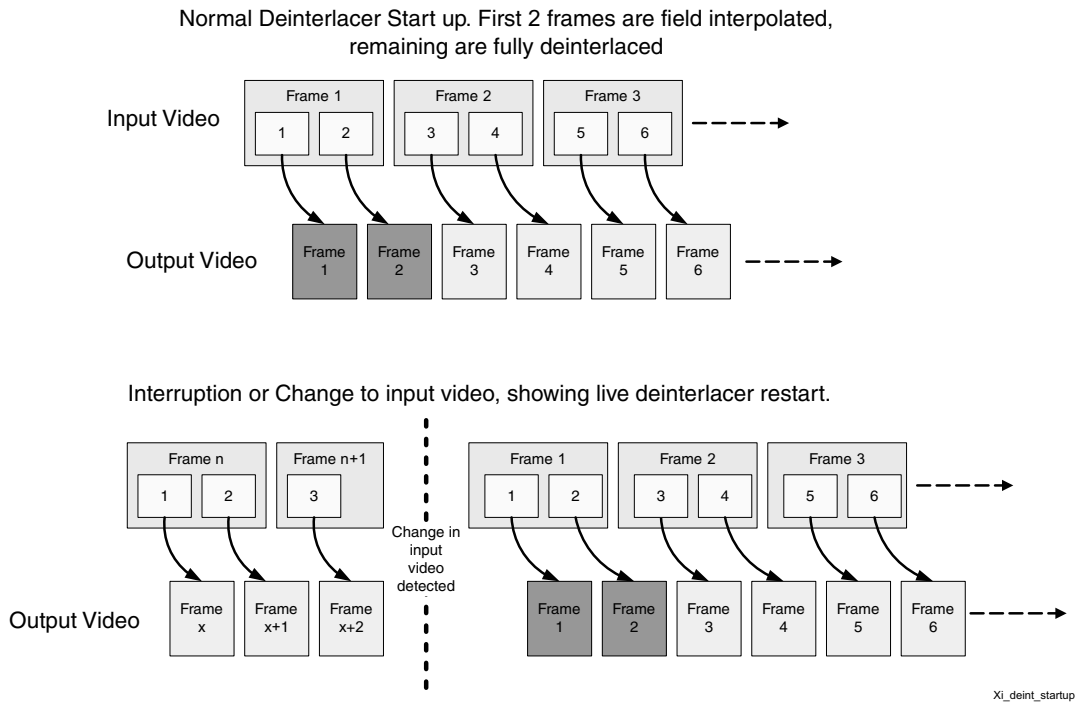 Normal Deinterlacer Start up. First 2 frames are field interpolated,
remaining are fully deinterlaced
Frame 1
Frame 2
Frame 3
Input Video
1
2
3
4
5
6
Output Video
Frame
1
Frame
2
Frame
3
Frame
4
Frame
5
Frame
6
Interruption or Change to input video, showing live deinterlacer restart.
Frame n
Frame n+1
1
2
3
Change in
input
video
detected
Frame 1
Frame 2
Frame 3
1
2
3
4
5
6
Output Video
Frame
x
Frame
x+1
Frame
x+2
Frame
1
Frame
2
Frame
3
Frame
4
Frame
5
Frame
6
Xi_deint_startup